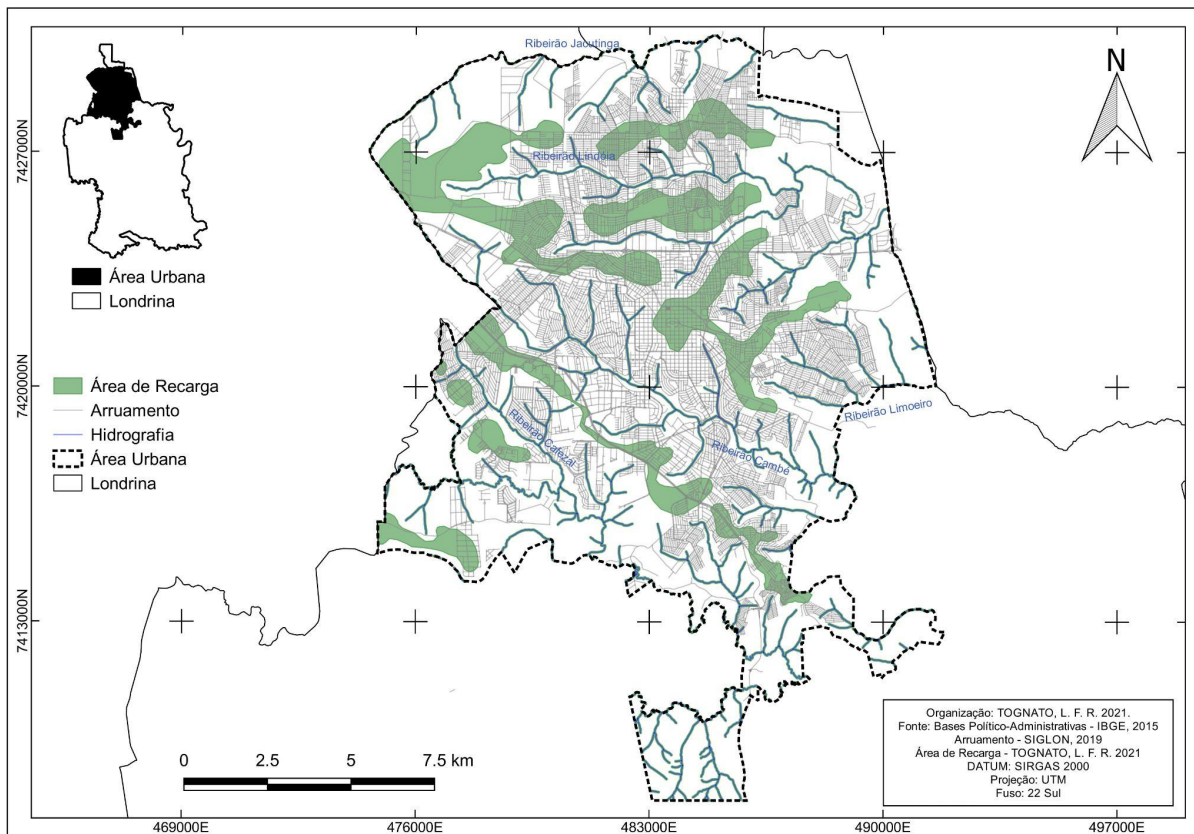 Ribeirão Jacutinga
N
7427000N
Ribeirão Lindóia
Área Urbana
Londrina
7420000N
Área de Recarga
Arruamento
Hidrografia
Área Urbana
Londrina
Ribeirão Limoeiro
Ribeirão Cafezal
Ribeirão Cambé
7413000N
0 2.5 5 7.5 km
Organização: TOGNATO, L. F. R. 2021.
Fonte: Bases Político-Administrativas - IBGE, 2015
Arruamento - SIGLON, 2019
Área de Recarga - TOGNATO, L. F. R. 2021
DATUM: SIRGAS 2000
Projeção: UTM
Fuso: 22 Sul
469000E 476000E 483000E 490000E 497000E